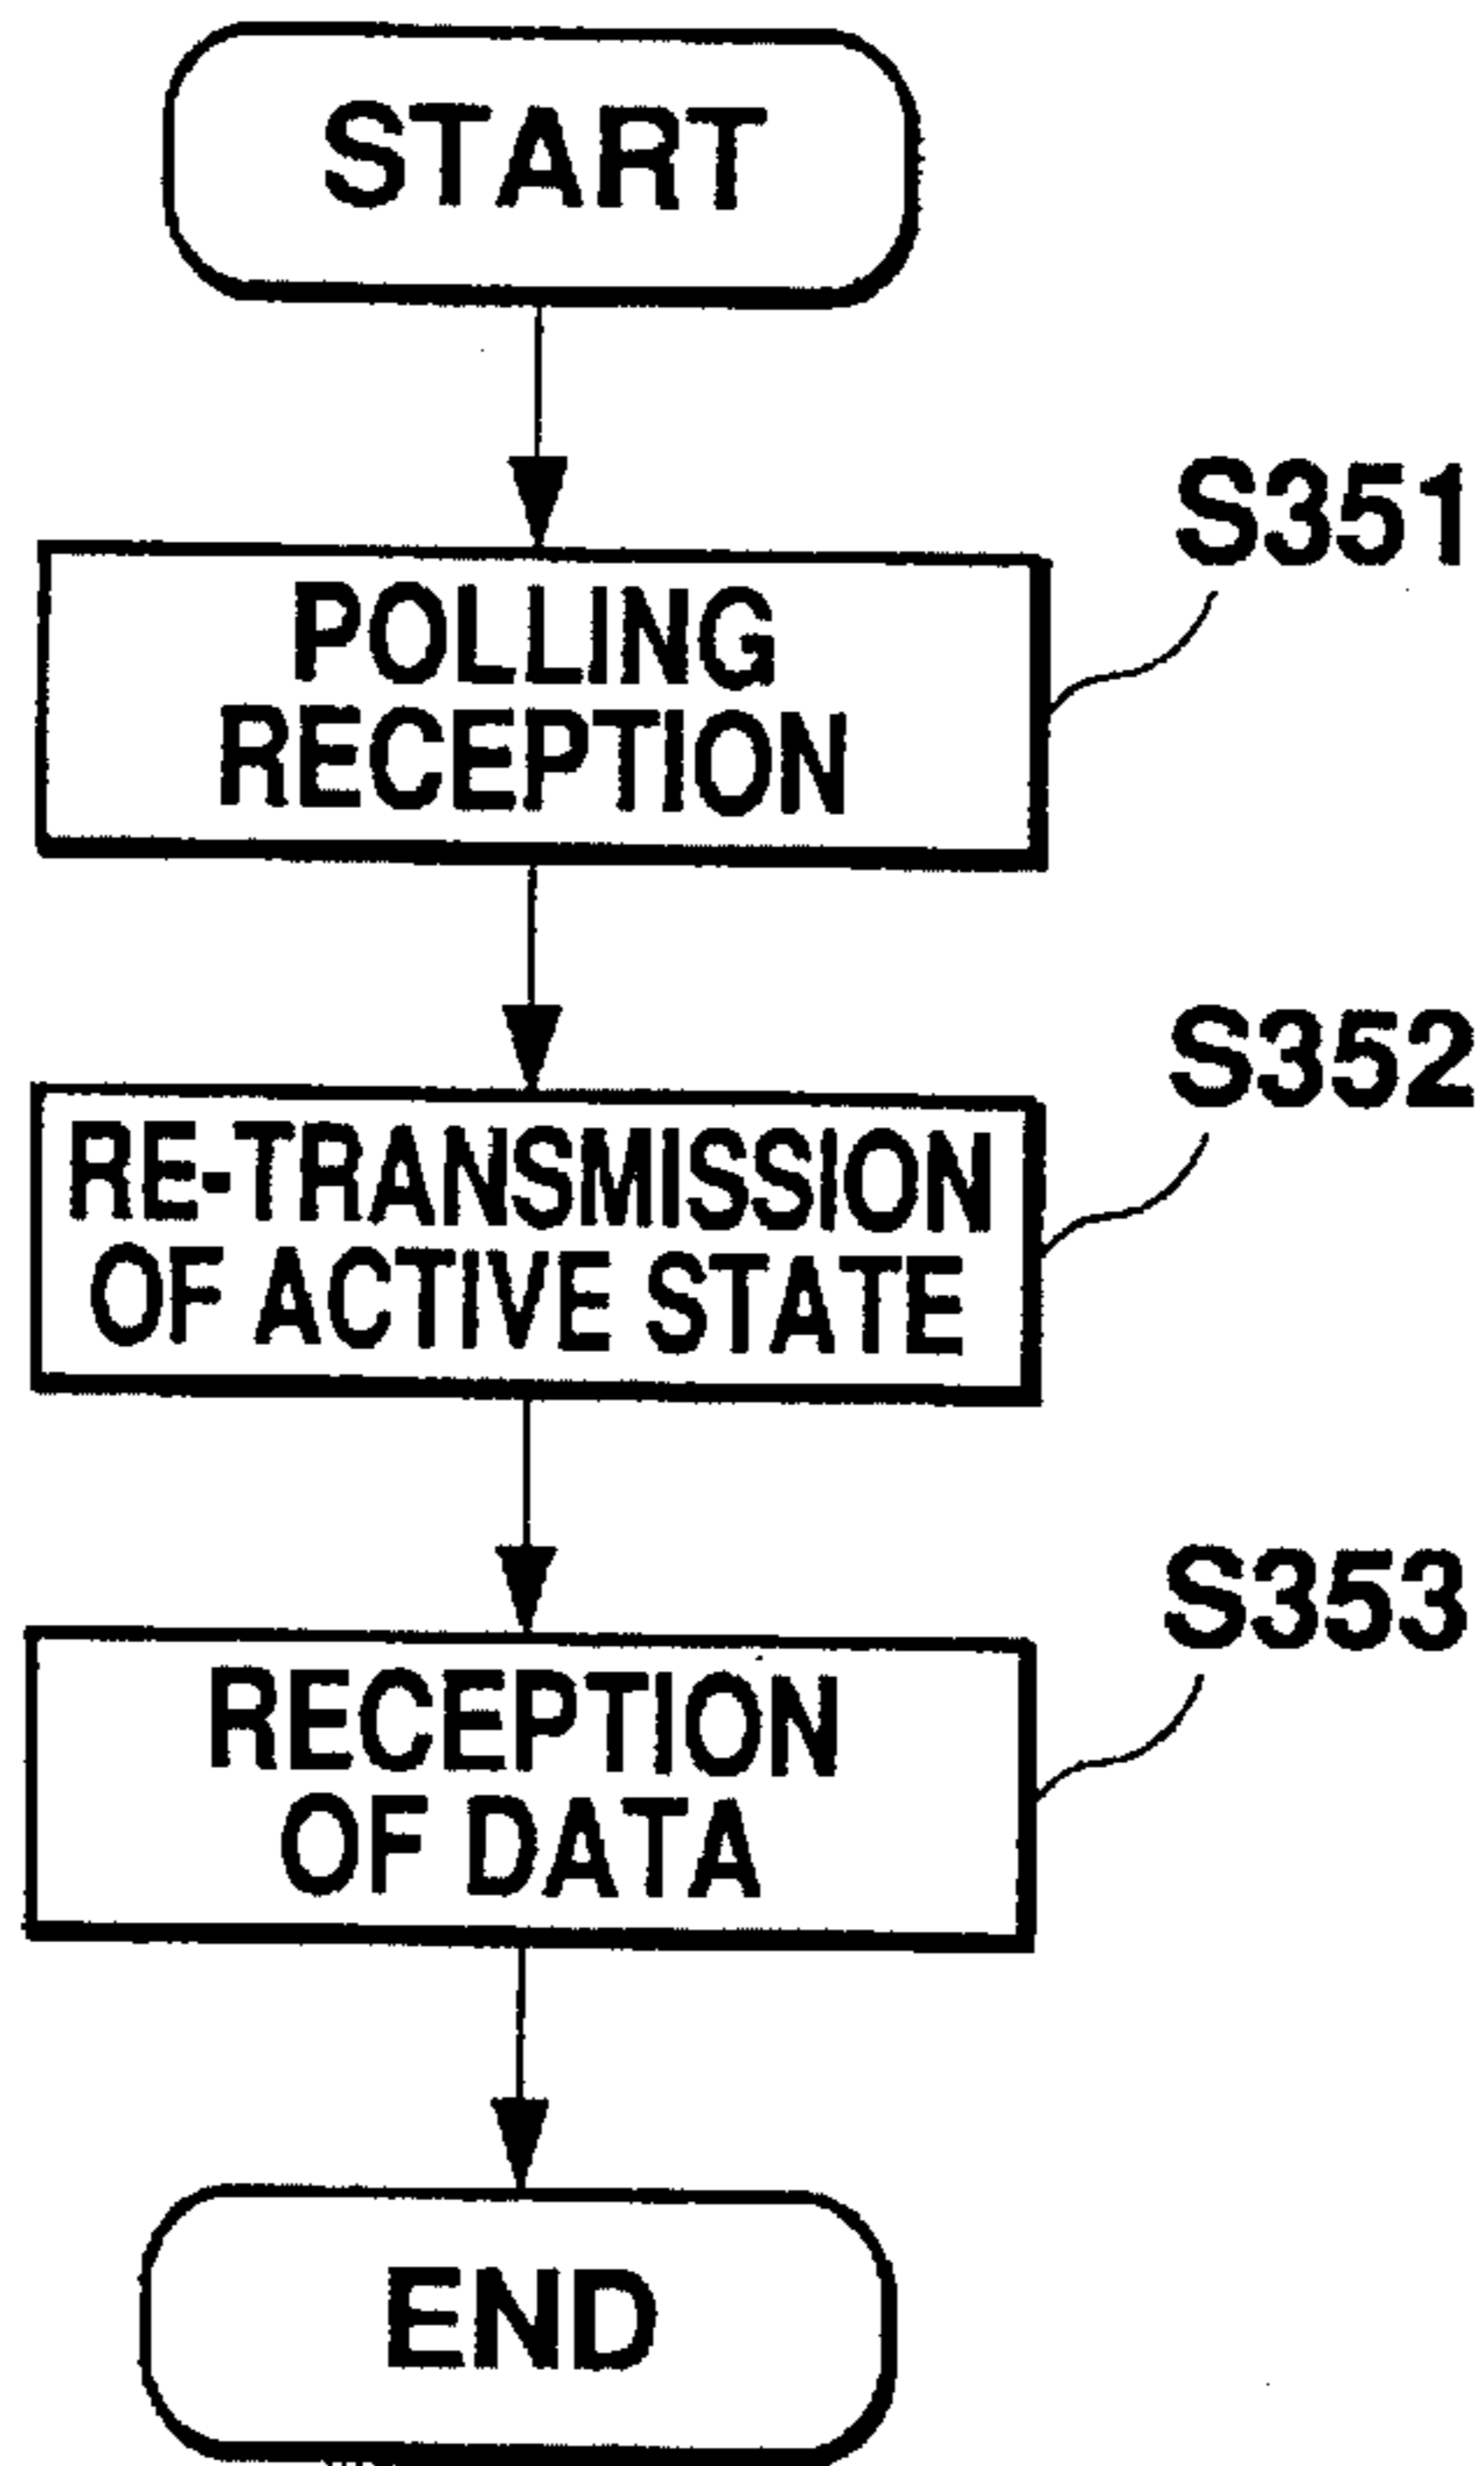 START
S351
POLLING
RECEPTION
S352
RE-TRANSMISSION
OF ACTIVE STATE
S353
RECEPTION
OF DATA
END